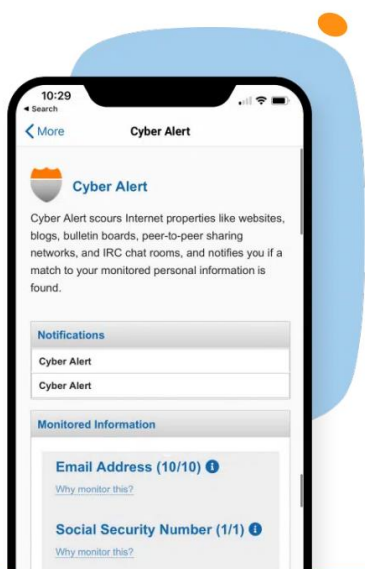 10:29
Search
More
Cyber Alert
Cyber Alert
Cyber Alert scours Internet properties like websites,
blogs, bulletin boards, peer-to-peer sharing
networks, and IRC chat rooms, and notifies you if a
match to your monitored personal information is
found.
Notifications
Cyber Alert
Cyber Alert
Monitored Information
Email Address (10/10)
Why monitor this?
Social Security Number (1/1)
Why monitor this?